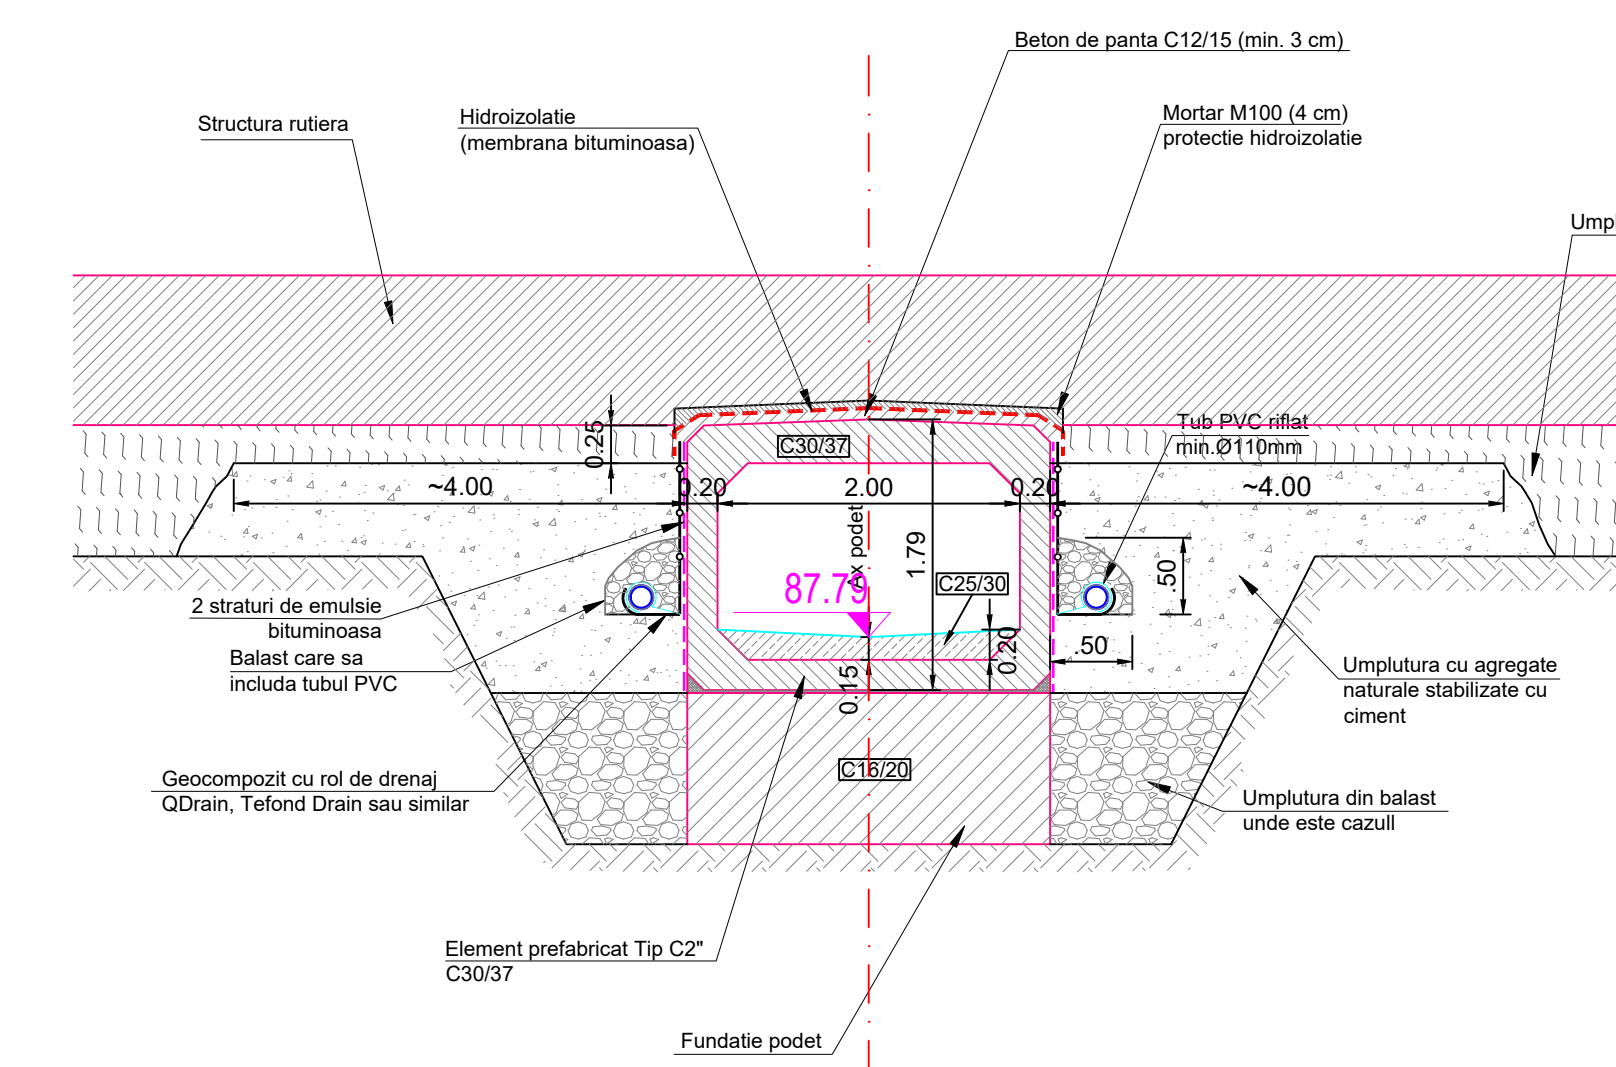 Beton de panta C12/15 (min. 3 cm)
Structura rutiera
Hidroizolatie
(membrana bituminoasa)
Mortar M100 (4 cm)
protectie hidroizolatie
Tub PVC riflat
min.Ø110mm
C30/37
0.25
~4.00
0.20
2.00
0.20
~4.00
Ax podet
1.79
87.79
C25/30
.50
.50
0.20
0.15
2 straturi de emulsie
bituminoasa
Balast care sa
includa tubul PVC
Umplutura cu agregate
naturale stabilizate cu
ciment
Geocompozit cu rol de drenaj
QDrain, Tefond Drain sau similar
C16/20
Umplutura din balast
unde este cazull
Element prefabricat Tip C2"
C30/37
Fundatie podet